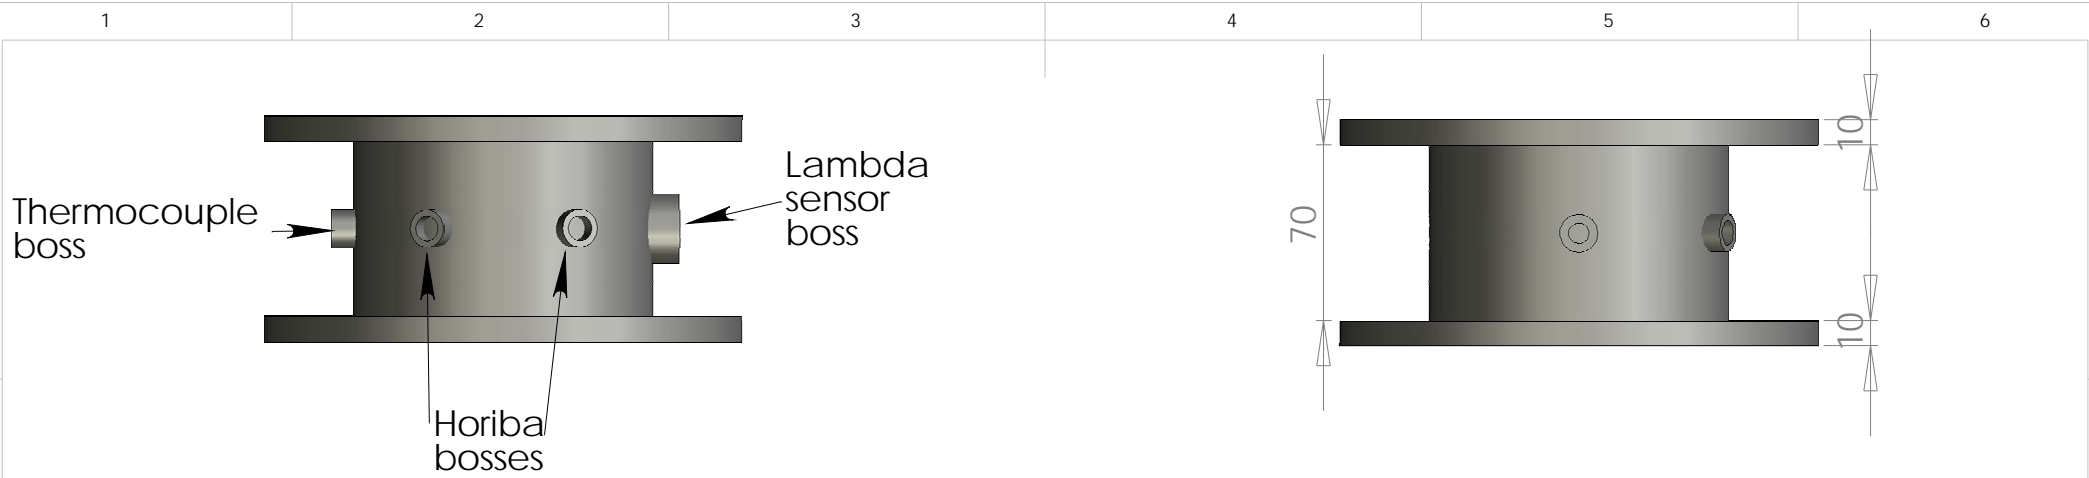 1 2 3 4 5 6
Thermocouple
boss
Lambda
sensor
boss
Horiba
bosses
70
10
10